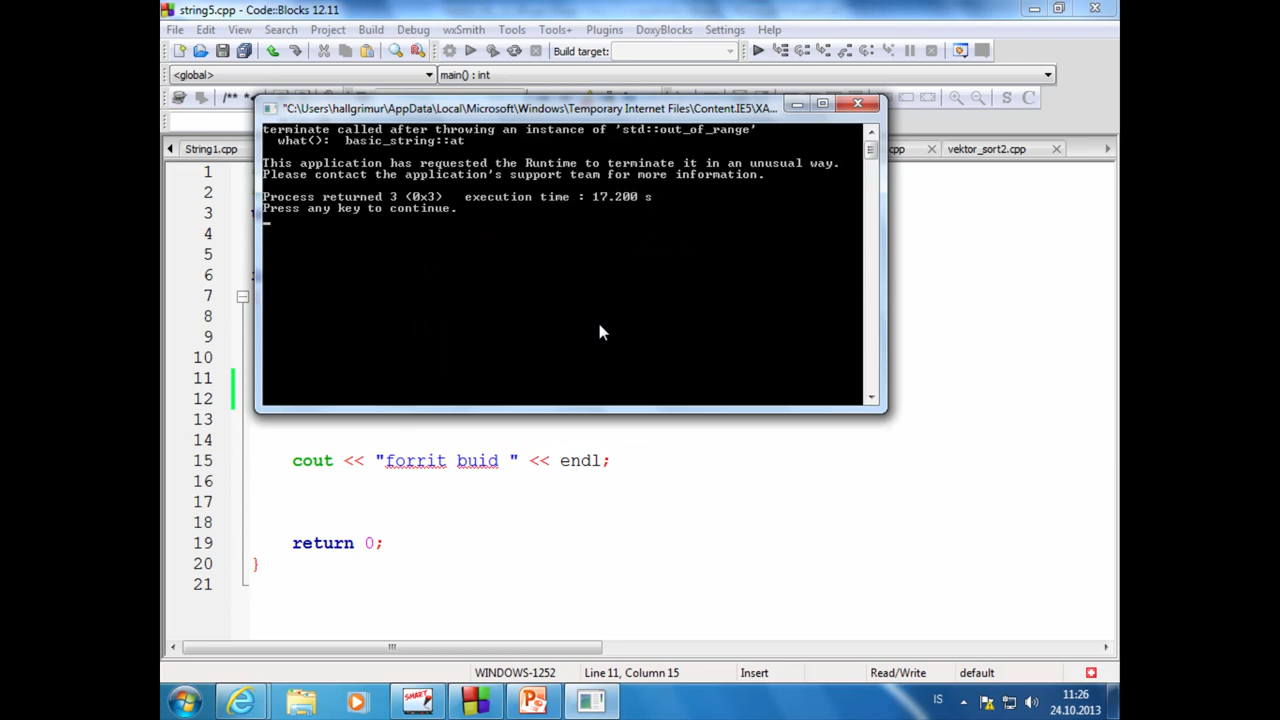 string5.cpp - Code::Blocks 12.11
File Edit View Search Project Build Debug wxSmith Tools Tools+ Plugins DoxyBlocks Settings Help
Build target:
<global> main() : int
/** *
"C:\Users\hallgrimur\AppData\Local\Microsoft\Windows\Temporary Internet Files\Content.IE5\XA...
String1.cpp cpp vektor_sort2.cpp
terminate called after throwing an instance of 'std::out_of_range'
what(): basic_string::at
This application has requested the Runtime to terminate it in an unusual way.
Please contact the application's support team for more information.
Process returned 3 (0x3) execution time : 17.200 s
Press any key to continue.
1
2
3
4
5
6
7
8
9
10
11
12
13
14
15 cout << "forrit buid " << endl;
16
17
18
19 return 0;
20 }
21
WINDOWS-1252 Line 11, Column 15 Insert Read/Write default
SMART IS 11:26
24.10.2013